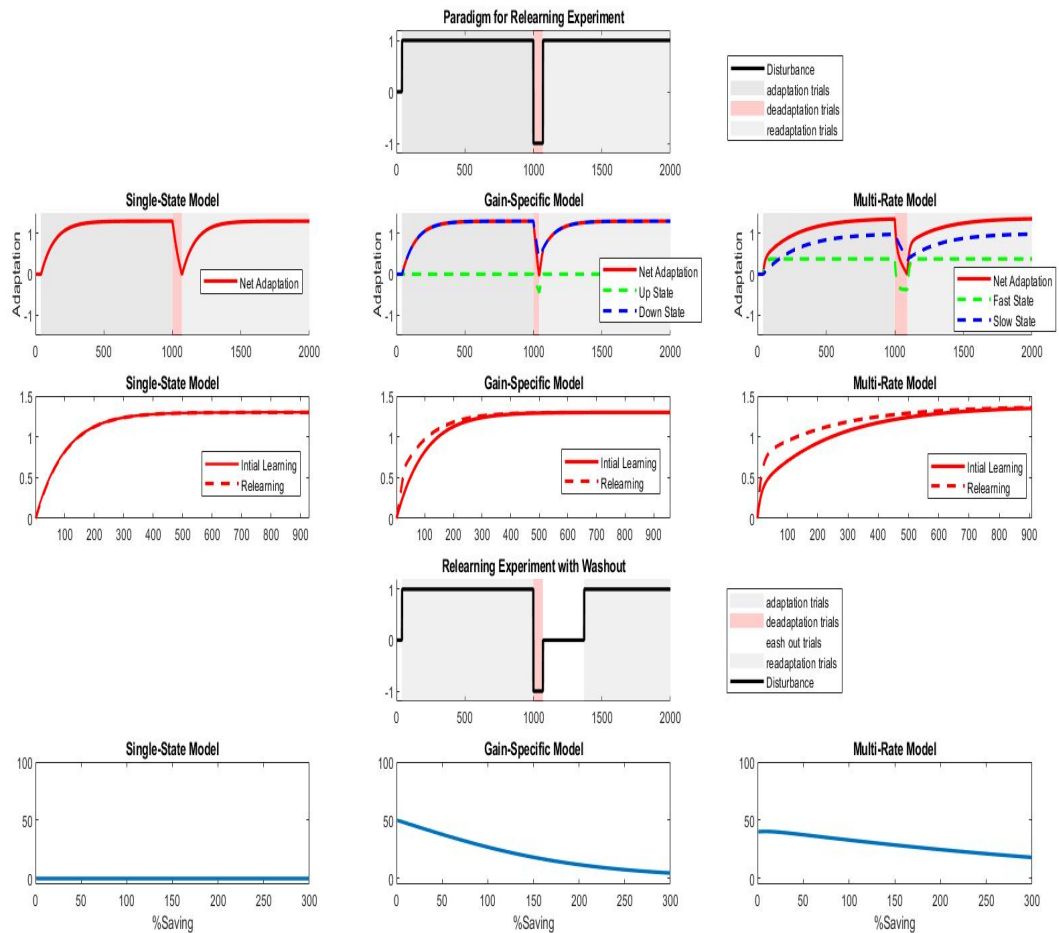 Paradigm for Relearning Experiment
1
0
-1
0 500 1000 1500 2000
Disturbance
adaptation trials
deadaptation trials
readaptation trials
Single-State Model
Adaptation
1
0
-1
0 500 1000 1500 2000
Net Adaptation
Gain-Specific Model
Adaptation
1
0
-1
0 500 1000 1500 2000
Net Adaptation
Up State
Down State
Multi-Rate Model
Adaptation
1
0
-1
0 500 1000 1500 2000
Net Adaptation
Fast State
Slow State
Single-State Model
1.5
1
0.5
0
100 200 300 400 500 600 700 800 900
Intial Learning
Relearning
Gain-Specific Model
1.5
1
0.5
0
100 200 300 400 500 600 700 800 900
Intial Learning
Relearning
Multi-Rate Model
1.5
1
0.5
0
100 200 300 400 500 600 700 800 900
Intial Learning
Relearning
Relearning Experiment with Washout
1
0
-1
0 500 1000 1500 2000
adaptation trials
deadaptation trials
eash out trials
readaptation trials
Disturbance
Single-State Model
100
50
0
0 50 100 150 200 250 300
%Saving
Gain-Specific Model
100
50
0
0 50 100 150 200 250 300
%Saving
Multi-Rate Model
100
50
0
0 50 100 150 200 250 300
%Saving